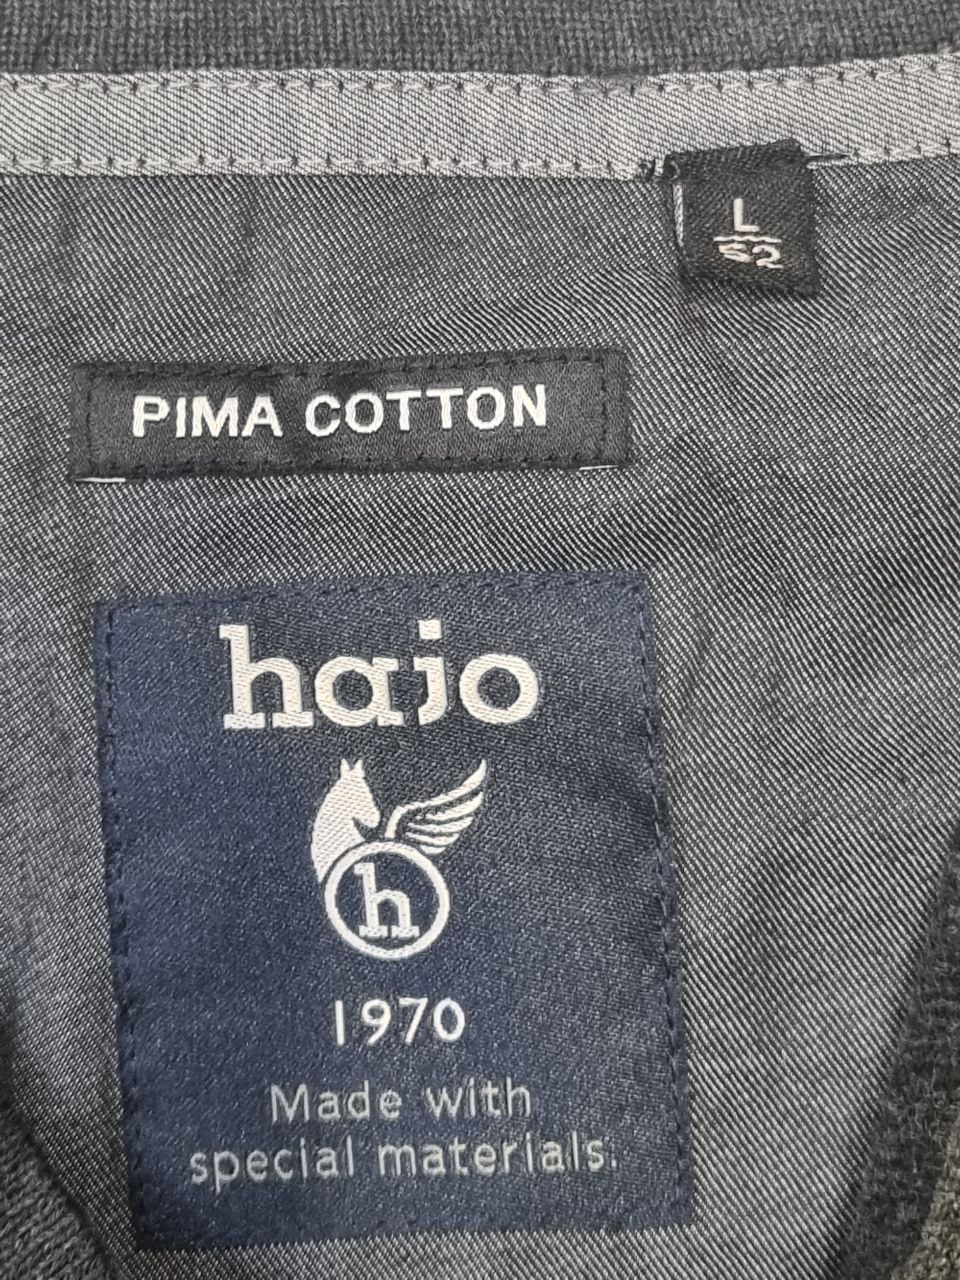 L
52
PIMA COTTON
hajo
h
1970
Made with
special materials.